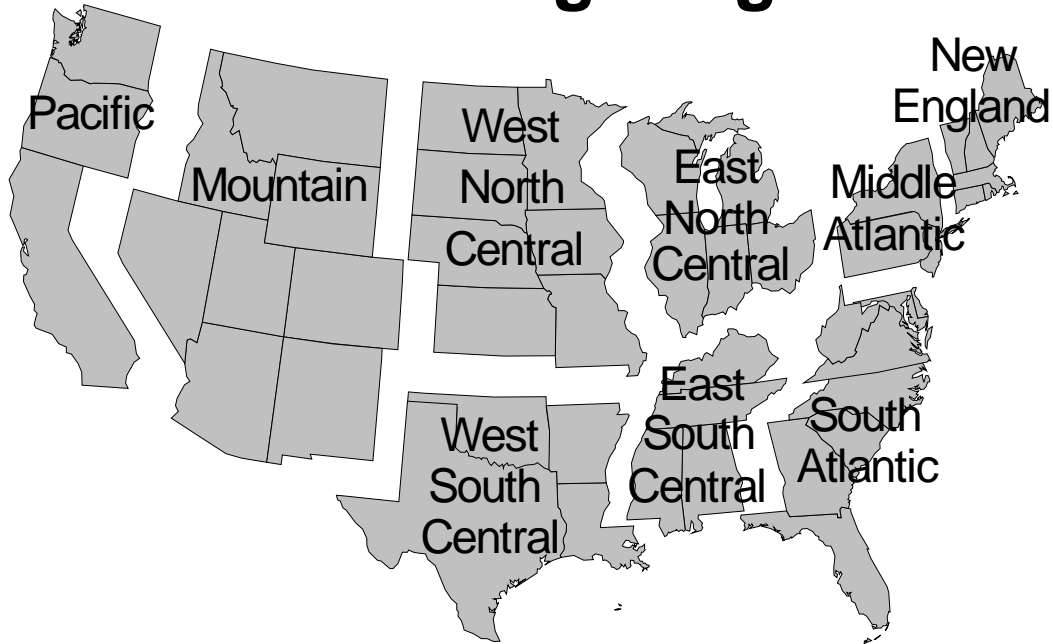 New
England
Pacific
West
North
Central
East
North
Central
Middle
Atlantic
Mountain
East
South
Central
South
Atlantic
West
South
Central